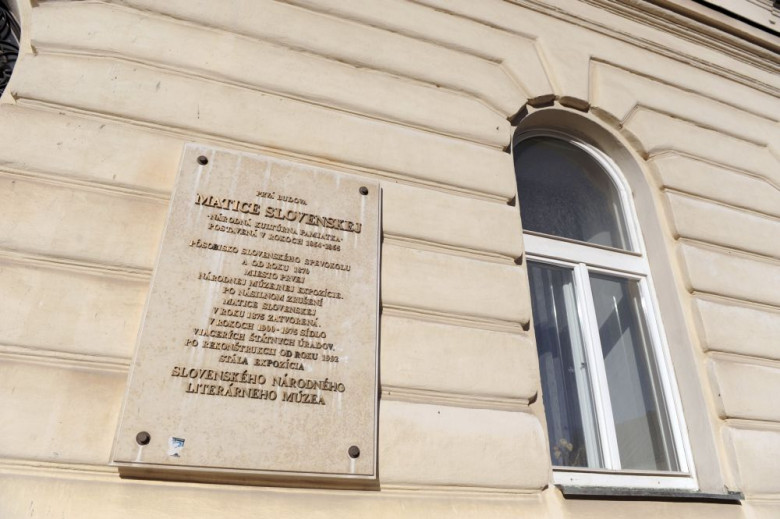 PRVÁ BUDOVA
MATICE SLOVENSKEJ
NÁRODNÁ KULTÚRNA PAMIATKA
POSTAVENÁ V ROKOCH 1864-1865
PÔSOBISKO SLOVENSKÉHO SPEVOKOLU
A OD ROKU 1870
MIESTO PRVEJ
NÁRODNEJ MÚZEJNEJ EXPOZÍCIE.
PO NÁSILNOM ZRUŠENÍ
MATICE SLOVENSKEJ
V ROKU 1875 ZATVORENÁ.
V ROKOCH 1900-1975 SÍDLO
VIACERÝCH ŠTÁTNYCH ÚRADOV.
PO REKONŠTRUKCII OD ROKU
STÁLA EXPOZÍCIA
SLOVENSKÉHO NÁRODNÉHO
LITERÁRNEHO MÚZEA